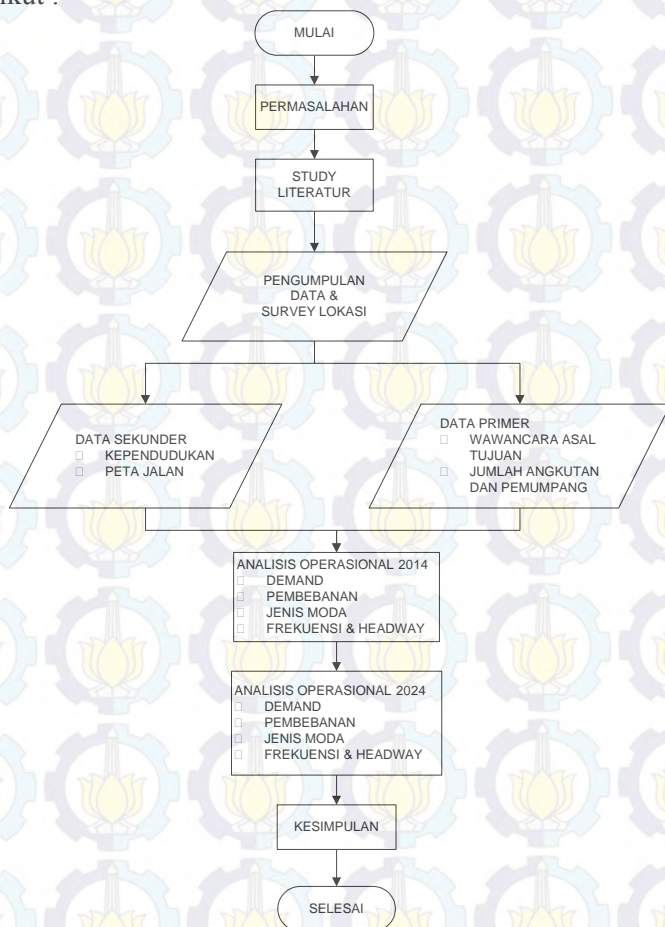 MULAI
PERMASALAHAN
STUDY
LITERATUR
PENGUMPULAN
DATA &
SURVEY LOKASI
DATA SEKUNDER
KEPENDUDUKAN
PETA JALAN
DATA PRIMER
WAWANCARA ASAL
TUJUAN
JUMLAH ANGKUTAN
DAN PEMUMPANG
ANALISIS OPERASIONAL 2014
DEMAND
PEMBEBANAN
JENIS MODA
FREKUENSI & HEADWAY
ANALISIS OPERASIONAL 2024
DEMAND
PEMBEBANAN
JENIS MODA
FREKUENSI & HEADWAY
KESIMPULAN
SELESAI